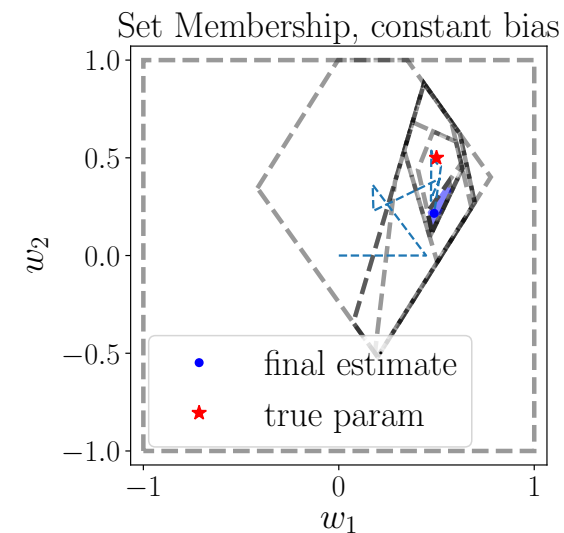 Set Membership, constant bias
1.0
0.5
0.0
−0.5
−1.0
w2
final estimate
true param
−1
0
1
w1